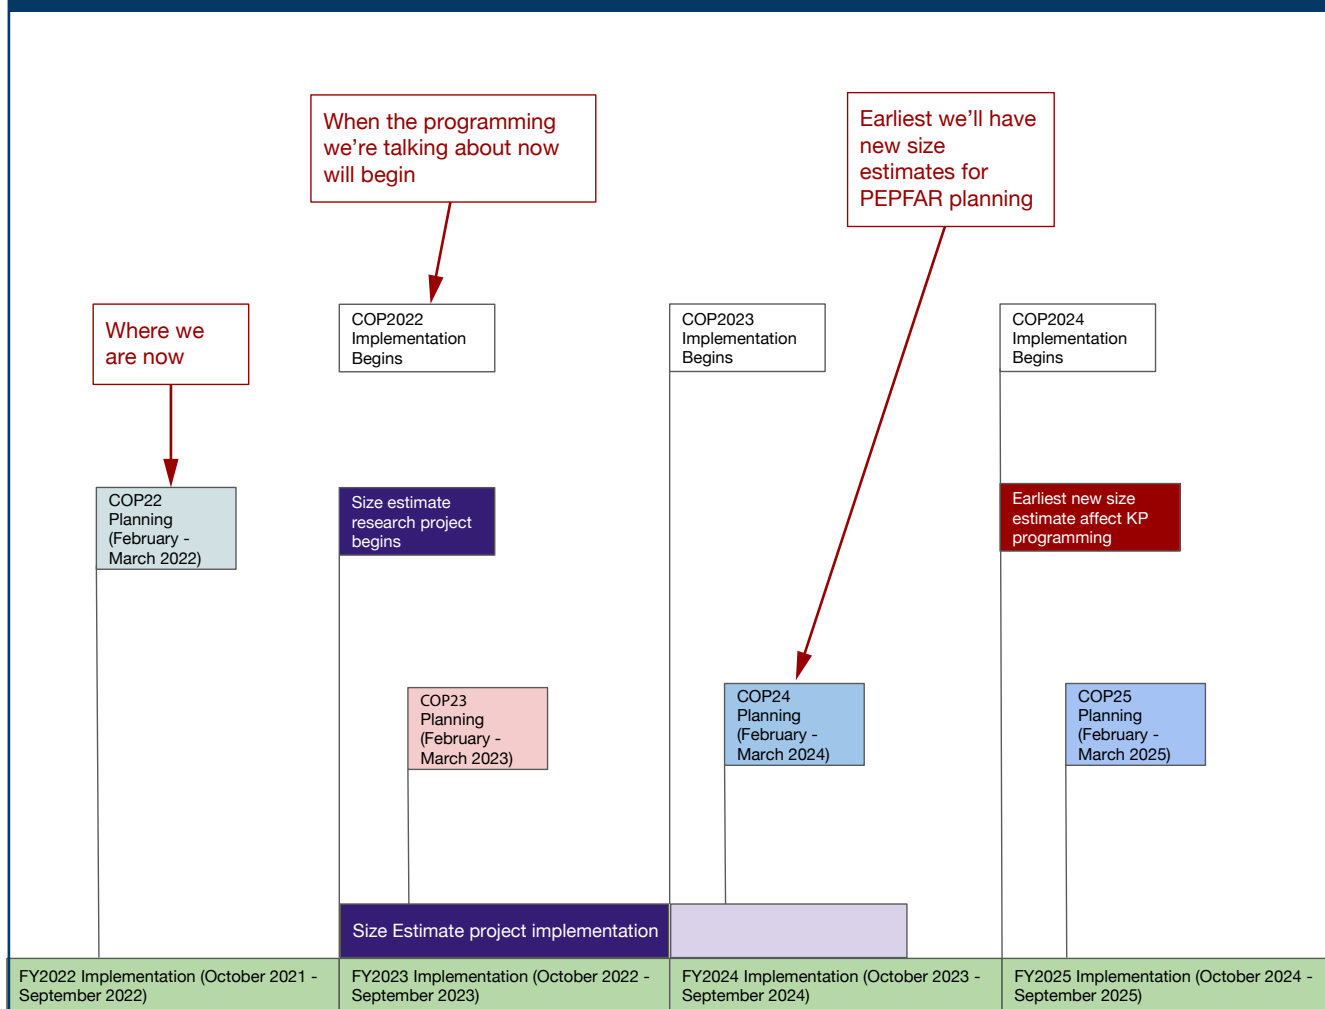 When the programming
we're talking about now
will begin
Earliest we'll have
new size
estimates for
PEPFAR planning
Where we
are now
COP2022
Implementation
Begins
COP2023
Implementation
Begins
COP2024
Implementation
Begins
COP22
Planning
(February -
March 2022)
Size estimate
research project
begins
Earliest new size
estimate affect KP
programming
COP23
Planning
(February -
March 2023)
COP24
Planning
(February -
March 2024)
COP25
Planning
(February -
March 2025)
Size Estimate project implementation
FY2022 Implementation (October 2021 -
September 2022)
FY2023 Implementation (October 2022 -
September 2023)
FY2024 Implementation (October 2023 -
September 2024)
FY2025 Implementation (October 2024 -
September 2025)